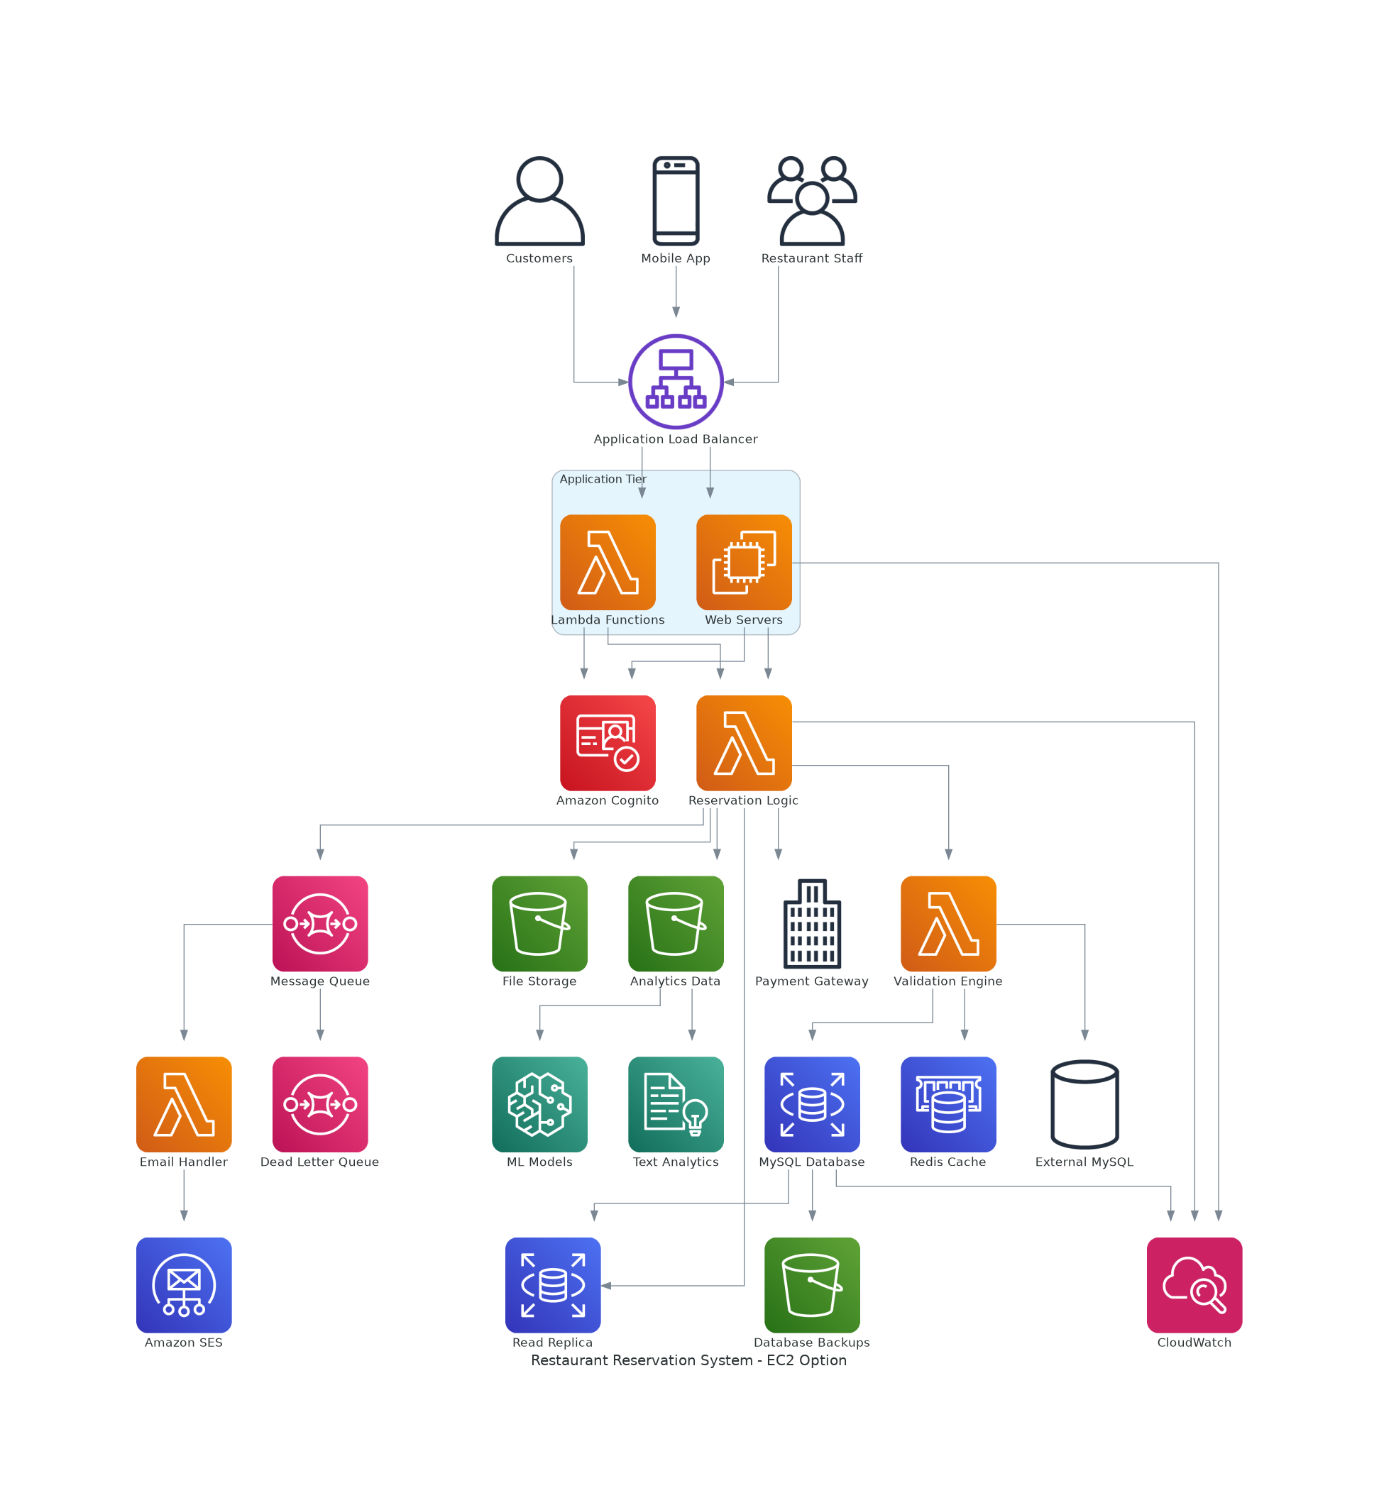 Customers
Mobile App
Restaurant Staff
Application Load Balancer
Application Tier
Lambda Functions
Web Servers
Amazon Cognito
Reservation Logic
Message Queue
File Storage
Analytics Data
Payment Gateway
Validation Engine
Email Handler
Dead Letter Queue
ML Models
Text Analytics
MySQL Database
Redis Cache
External MySQL
Amazon SES
Read Replica
Database Backups
CloudWatch
Restaurant Reservation System - EC2 Option